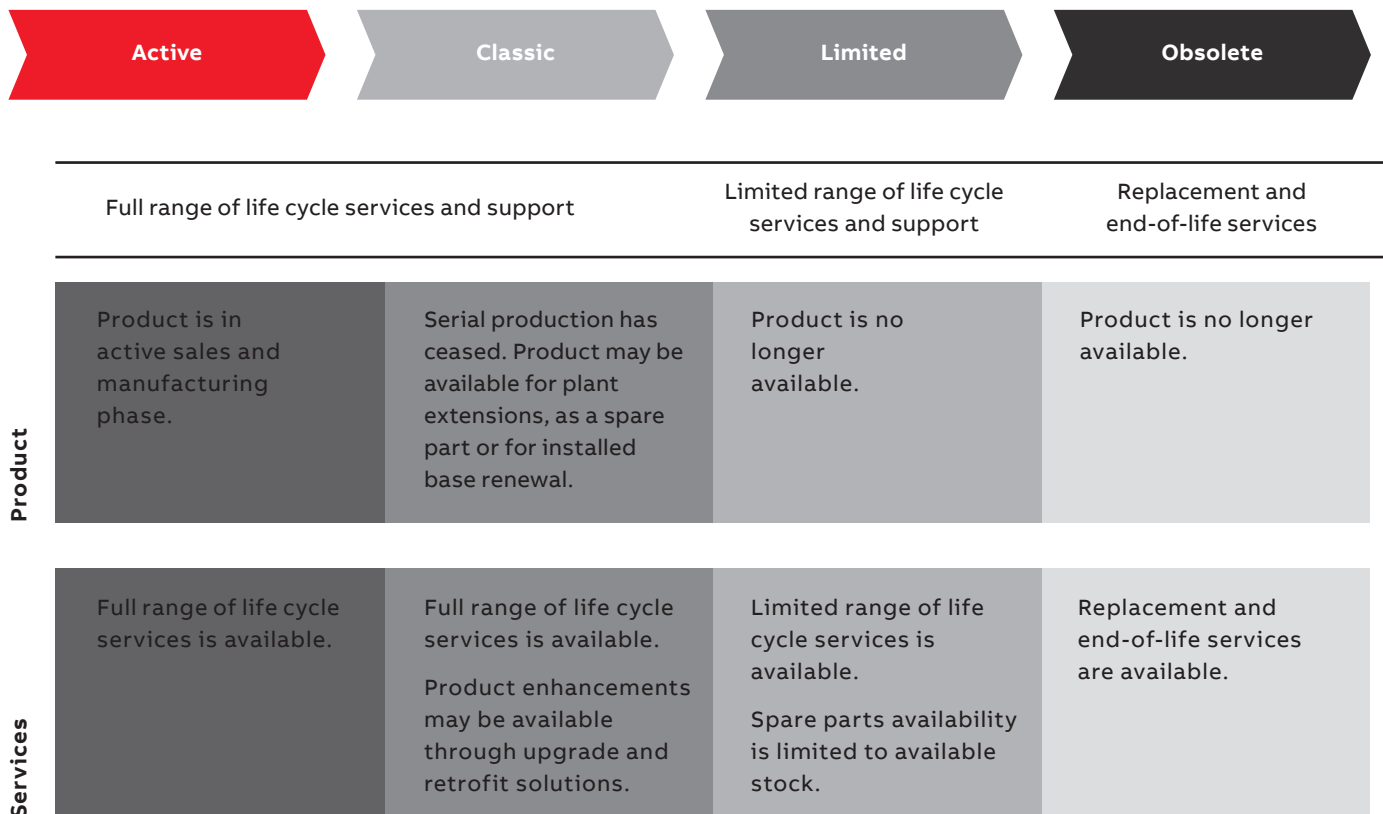 Active
Classic
Limited
Obsolete
Full range of life cycle services and support
Limited range of life cycle
services and support
Replacement and
end-of-life services
Product
Product is in
active sales and
manufacturing
phase.
Serial production has
ceased. Product may be
available for plant
extensions, as a spare
part or for installed
base renewal.
Product is no
longer
available.
Product is no longer
available.
Services
Full range of life cycle
services is available.
Full range of life cycle
services is available.
Product enhancements
may be available
through upgrade and
retrofit solutions.
Limited range of life
cycle services is
available.
Spare parts availability
is limited to available
stock.
Replacement and
end-of-life services
are available.